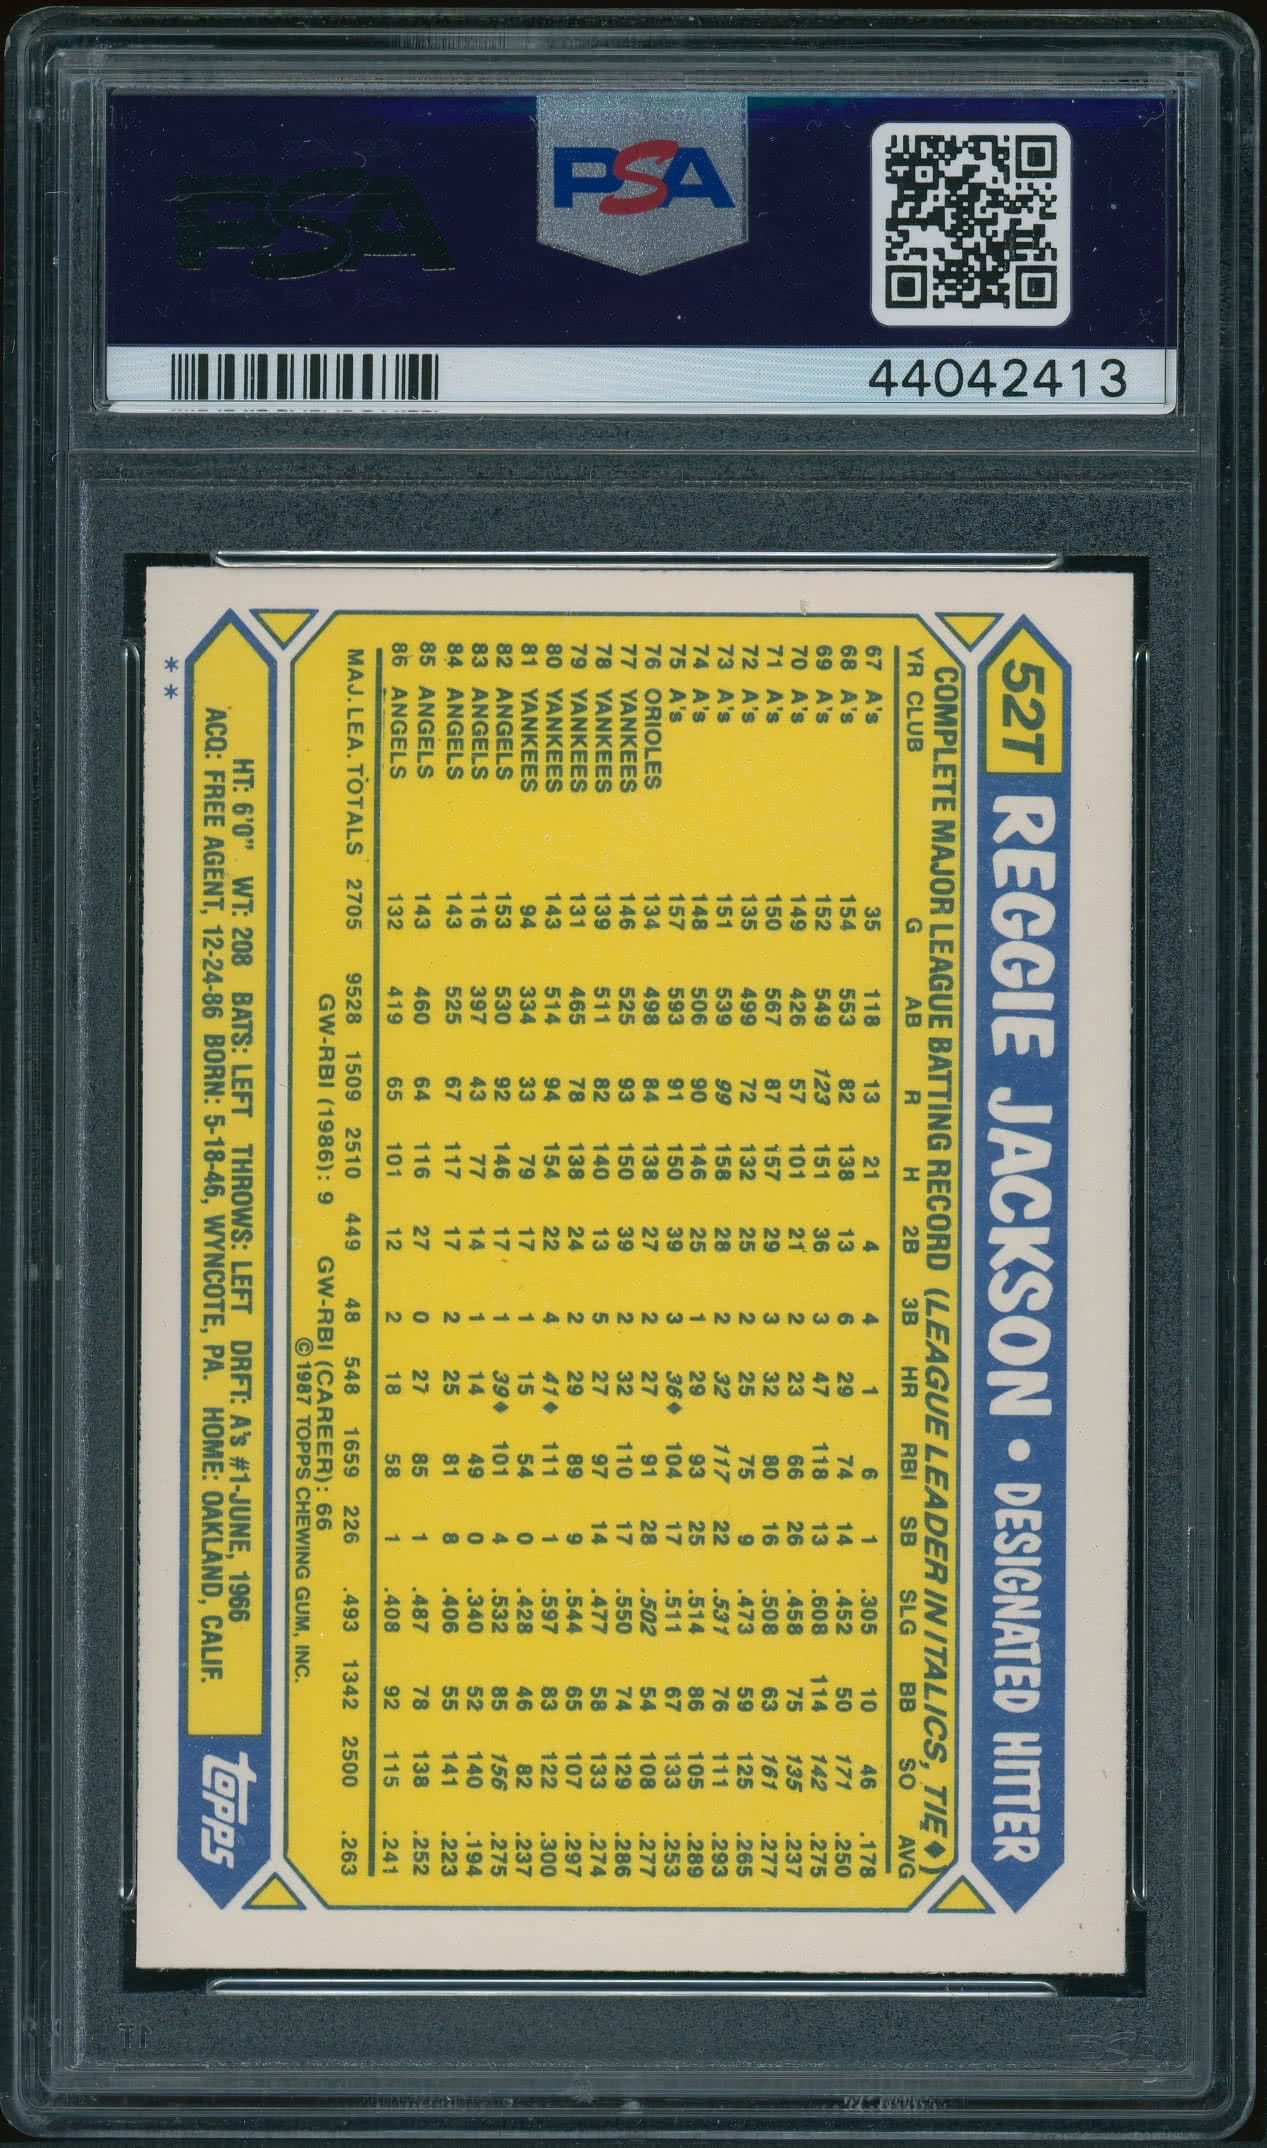 PSA
PSA
44042413
52T REGGIE JACKSON • DESIGNATED HITTER
COMPLETE MAJOR LEAGUE BATTING RECORD (LEAGUE LEADER IN ITALICS, TIE◆)
YR CLUB G AB R H 2B 3B HR RBI SB SLG BB SO AVG
67 A's 35 118 13 21 4 4 1 6 1 .305 10 46 .178
68 A's 154 553 82 138 13 6 29 74 14 .452 50 171 .250
69 A's 152 549 123 151 36 3 47 118 13 .608 114 142 .275
70 A's 149 426 57 101 21 2 23 66 26 .458 75 135 .237
71 A's 150 567 87 157 29 3 32 80 16 .508 63 161 .277
72 A's 135 499 72 132 25 2 25 75 9 .473 59 125 .265
73 A's 151 539 99 158 28 2 32 117 22 .531 76 111 .293
74 A's 148 506 90 146 25 1 29 93 25 .514 86 105 .289
75 A's 157 593 91 150 39 3 36◆ 104 17 .511 67 133 .253
76 ORIOLES 134 498 84 138 27 2 27 91 28 .502 54 108 .277
77 YANKEES 146 525 93 150 39 2 32 110 17 .550 74 129 .286
78 YANKEES 139 511 82 140 13 5 27 97 14 .477 58 133 .274
79 YANKEES 131 465 78 138 24 2 29 89 9 .544 65 107 .297
80 YANKEES 143 514 94 154 22 4 41◆ 111 1 .597 83 122 .300
81 YANKEES 94 334 33 79 17 1 15 54 0 .428 46 82 .237
82 ANGELS 153 530 92 146 17 1 39◆ 101 4 .532 85 156 .275
83 ANGELS 116 397 43 77 14 1 14 49 0 .340 52 140 .194
84 ANGELS 143 525 67 117 17 2 25 81 8 .406 55 141 .223
85 ANGELS 143 460 64 116 27 0 27 85 1 .487 78 138 .252
86 ANGELS 132 419 65 101 12 2 18 58 1 .408 92 115 .241
MAJ. LEA. TOTALS 2705 9528 1509 2510 449 48 548 1659 226 .493 1342 2500 .263
GW-RBI (1986): 9 GW-RBI (CAREER): 66
© 1987 TOPPS CHEWING GUM, INC.
HT: 6'0" WT: 208 BATS: LEFT THROWS: LEFT DRFT: A's #1-JUNE, 1966
ACQ: FREE AGENT, 12-24-86 BORN: 5-18-46, WYNCOTE, PA. HOME: OAKLAND, CALIF.
topps
**